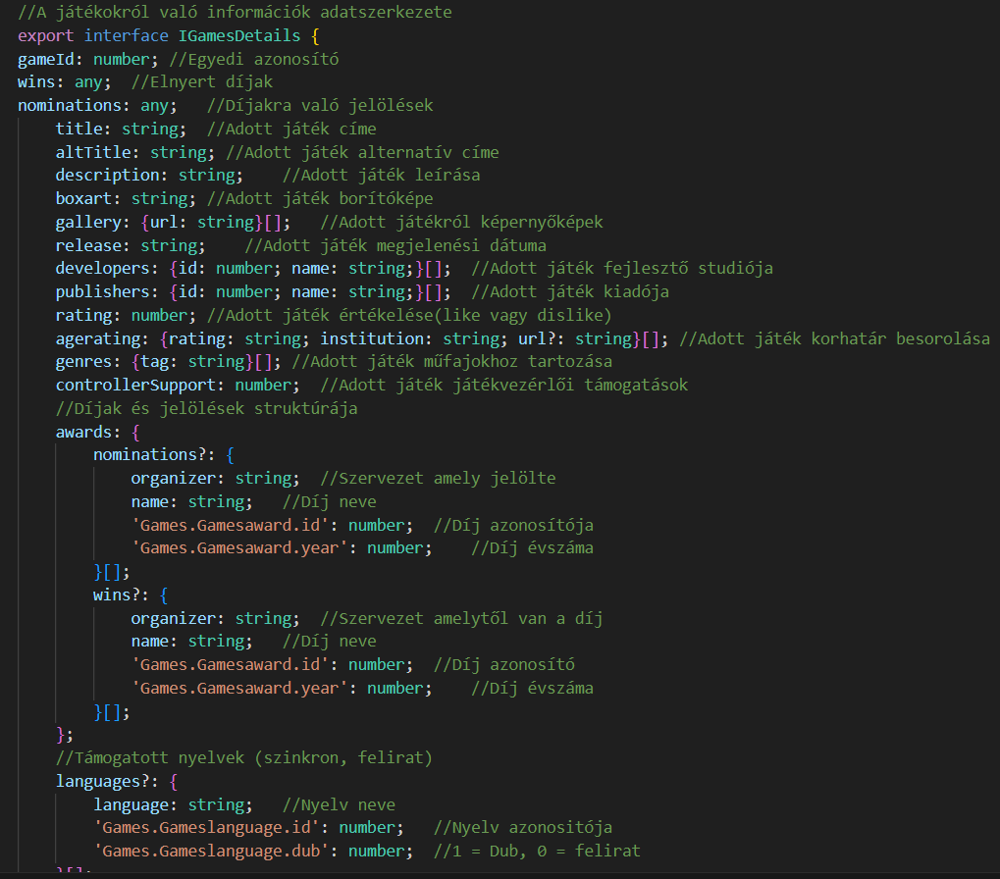 //A játékokról való információk adatszerkezete
export interface IGamesDetails {
gameId: number; //Egyedi azonosító
wins: any;  //Elnyert díjak
nominations: any;   //Díjakra való jelölések
    title: string;  //Adott játék címe
    altTitle: string; //Adott játék alternatív címe
    description: string;    //Adott játék leírása
    boxart: string; //Adott játék borítóképe
    gallery: {url: string}[];   //Adott játékról képernyőképek
    release: string;    //Adott játék megjelenési dátuma
    developers: {id: number; name: string;}[];  //Adott játék fejlesztő studiója
    publishers: {id: number; name: string;}[];  //Adott játék kiadója
    rating: number; //Adott játék értékelése(like vagy dislike)
    agerating: {rating: string; institution: string; url?: string}[]; //Adott játék korhatár besorolása
    genres: {tag: string}[]; //Adott játék műfajokhoz tartozása
    controllerSupport: number;  //Adott játék játékvezérlői támogatások
    //Díjak és jelölések struktúrája
    awards: {
        nominations?: {
            organizer: string;  //Szervezet amely jelölte
            name: string;   //Díj neve
            'Games.Gamesaward.id': number;  //Díj azonosítója
            'Games.Gamesaward.year': number;    //Díj évszáma
        }[];
        wins?: {
            organizer: string;  //Szervezet amelytől van a díj
            name: string;   //Díj neve
            'Games.Gamesaward.id': number;  //Díj azonosító
            'Games.Gamesaward.year': number;    //Díj évszáma
        }[];
    };
    //Támogatott nyelvek (szinkron, felirat)
    languages?: {
        language: string;   //Nyelv neve
        'Games.Gameslanguage.id': number;   //Nyelv azonositója
        'Games.Gameslanguage.dub': number;  //1 = Dub, 0 = felirat
    }[];